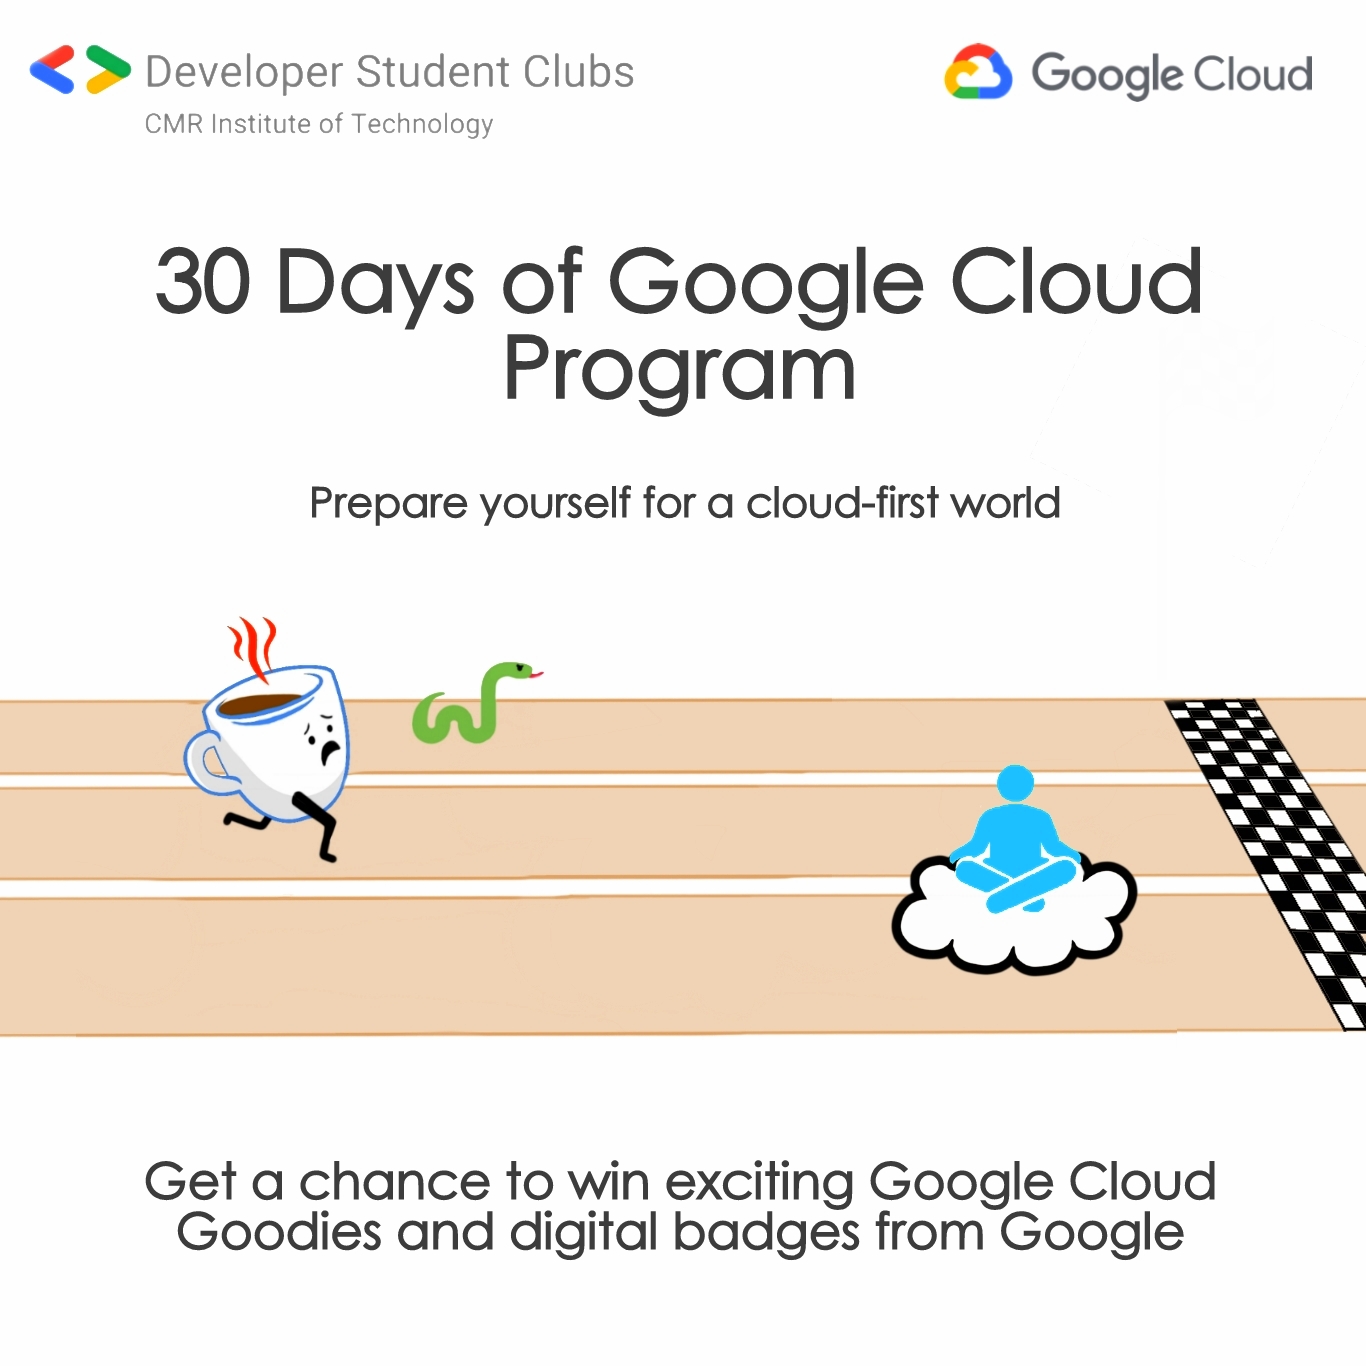 Developer Student Clubs
CMR Institute of Technology
Google Cloud
30 Days of Google Cloud
Program
Prepare yourself for a cloud-first world
Get a chance to win exciting Google Cloud
Goodies and digital badges from Google